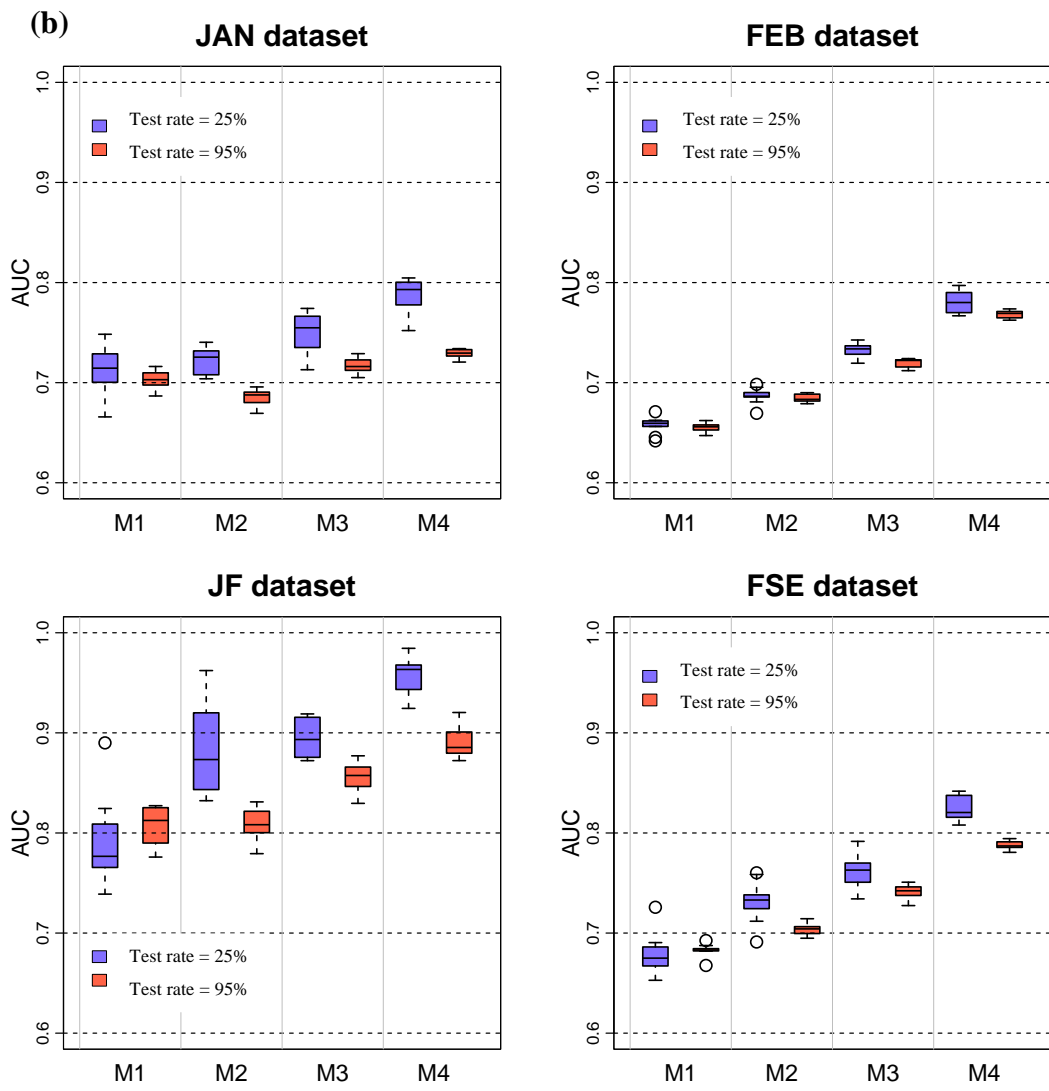 (b)
JAN dataset
1.0
0.9
0.8
0.7
0.6
AUC
Test rate = 25%
Test rate = 95%
M1 M2 M3 M4
FEB dataset
1.0
0.9
0.8
0.7
0.6
AUC
Test rate = 25%
Test rate = 95%
M1 M2 M3 M4
JF dataset
1.0
0.9
0.8
0.7
0.6
AUC
Test rate = 25%
Test rate = 95%
M1 M2 M3 M4
FSE dataset
1.0
0.9
0.8
0.7
0.6
AUC
Test rate = 25%
Test rate = 95%
M1 M2 M3 M4